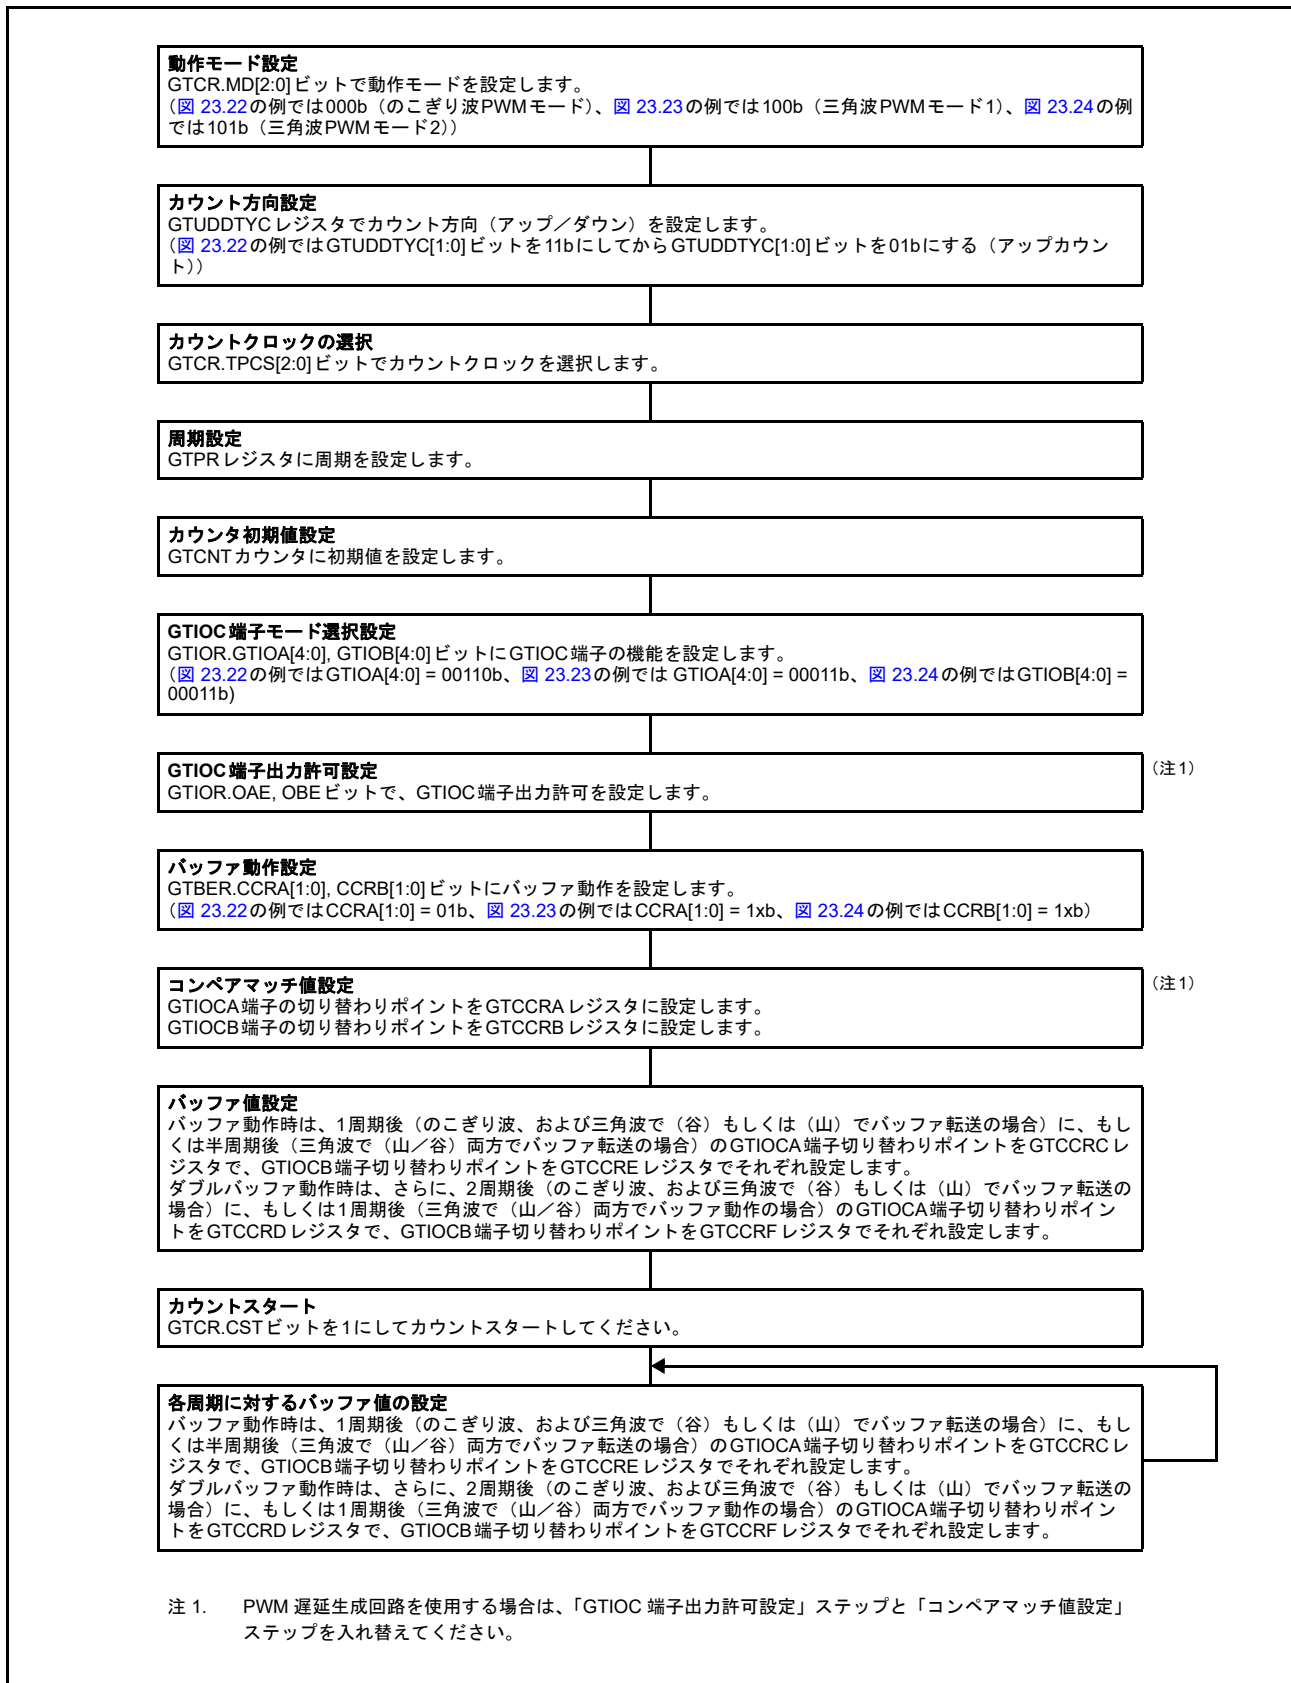 動作モード設定
GTCR.MD[2:0]ビットで動作モードを設定します。
（図 23.22の例では000b（のこぎり波PWMモード）、図 23.23の例では100b（三角波PWMモード1）、図 23.24の例
では101b（三角波PWMモード2））
カウント方向設定
GTUDDTYCレジスタでカウント方向（アップ／ダウン）を設定します。
（図 23.22の例ではGTUDDTYC[1:0]ビットを11bにしてからGTUDDTYC[1:0]ビットを01bにする（アップカウン
ト））
カウントクロックの選択
GTCR.TPCS[2:0]ビットでカウントクロックを選択します。
周期設定
GTPRレジスタに周期を設定します。
カウンタ初期値設定
GTCNTカウンタに初期値を設定します。
GTIOC端子モード選択設定
GTIOR.GTIOA[4:0], GTIOB[4:0]ビットにGTIOC端子の機能を設定します。
（図 23.22の例ではGTIOA[4:0] = 00110b、図 23.23の例では GTIOA[4:0] = 00011b、図 23.24の例ではGTIOB[4:0] =
00011b)
GTIOC端子出力許可設定
（注1）
GTIOR.OAE, OBEビットで、GTIOC端子出力許可を設定します。
バッファ動作設定
GTBER.CCRA[1:0], CCRB[1:0]ビットにバッファ動作を設定します。
（図 23.22の例ではCCRA[1:0] = 01b、図 23.23の例ではCCRA[1:0] = 1xb、図 23.24の例ではCCRB[1:0] = 1xb）
コンペアマッチ値設定
（注1）
GTIOCA端子の切り替わりポイントをGTCCRAレジスタに設定します。
GTIOCB端子の切り替わりポイントをGTCCRBレジスタに設定します。
バッファ値設定
バッファ動作時は、1周期後（のこぎり波、および三角波で（谷）もしくは（山）でバッファ転送の場合）に、もし
くは半周期後（三角波で（山／谷）両方でバッファ転送の場合）のGTIOCA端子切り替わりポイントをGTCCRCレ
ジスタで、GTIOCB端子切り替わりポイントをGTCCREレジスタでそれぞれ設定します。
ダブルバッファ動作時は、さらに、2周期後（のこぎり波、および三角波で（谷）もしくは（山）でバッファ転送の
場合）に、もしくは1周期後（三角波で（山／谷）両方でバッファ動作の場合）のGTIOCA端子切り替わりポイン
トをGTCCRDレジスタで、GTIOCB端子切り替わりポイントをGTCCRFレジスタでそれぞれ設定します。
カウントスタート
GTCR.CSTビットを1にしてカウントスタートしてください。
各周期に対するバッファ値の設定
バッファ動作時は、1周期後（のこぎり波、および三角波で（谷）もしくは（山）でバッファ転送の場合）に、もし
くは半周期後（三角波で（山／谷）両方でバッファ転送の場合）のGTIOCA端子切り替わりポイントをGTCCRCレ
ジスタで、GTIOCB端子切り替わりポイントをGTCCREレジスタでそれぞれ設定します。
ダブルバッファ動作時は、さらに、2周期後（のこぎり波、および三角波で（谷）もしくは（山）でバッファ転送の
場合）に、もしくは1周期後（三角波で（山／谷）両方でバッファ動作の場合）のGTIOCA端子切り替わりポイン
トをGTCCRDレジスタで、GTIOCB端子切り替わりポイントをGTCCRFレジスタでそれぞれ設定します。
注 1. PWM 遅延生成回路を使用する場合は、「GTIOC 端子出力許可設定」ステップと「コンペアマッチ値設定」
ステップを入れ替えてください。